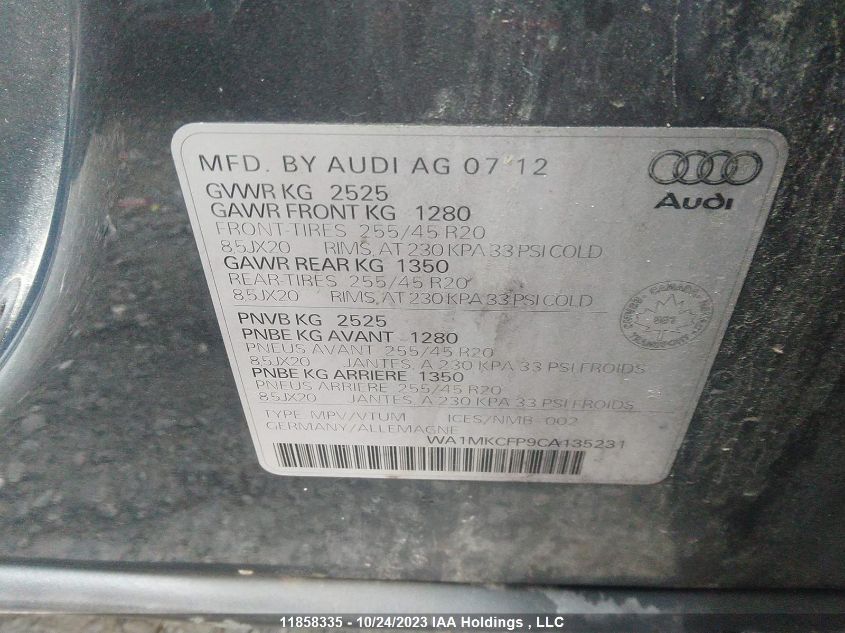 MFD. BY AUDI AG 07'12
Audi
GVWR KG 2525
GAWR FRONT KG 1280
FRONT-TIRES 255/45 R20
8.5JX20 RIMS, AT 230 KPA 33 PSI COLD
GAWR REAR KG 1350
REAR-TIRES 255/45 R20
8.5JX20 RIMS, AT 230 KPA 33 PSI COLD
PNVB KG 2525
PNBE KG AVANT 1280
PNEUS AVANT 255/45 R20
8.5JX20 JANTES, A 230 KPA 33 PSI FROIDS
PNBE KG ARRIERE 1350
PNEUS ARRIERE 255/45 R20
8.5JX20 JANTES, A 230 KPA 33 PSI FROIDS
TYPE MPV/VTUM ICES/NMB-002
GERMANY/ALLEMAGNE
WA1MKCFP9CA135231
CANADA
TRANSPORT
11858335 - 10/24/2023 IAA Holdings , LLC